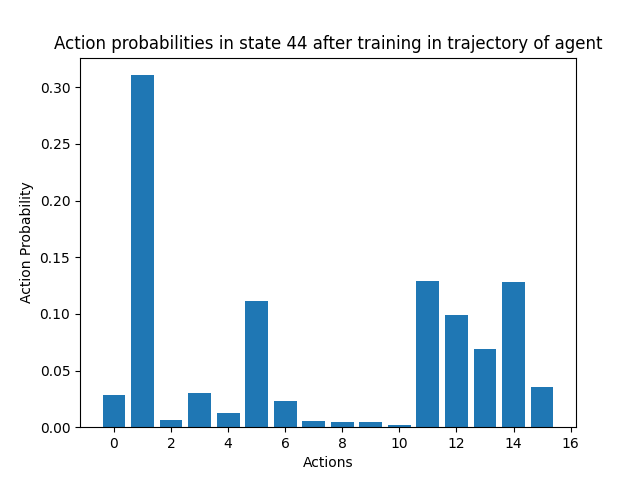 Action probabilities in state 44 after training in trajectory of agent
0.30
0.25
0.20
0.15
0.10
0.05
0.00
Action Probability
0 2 4 6 8 10 12 14 16
Actions